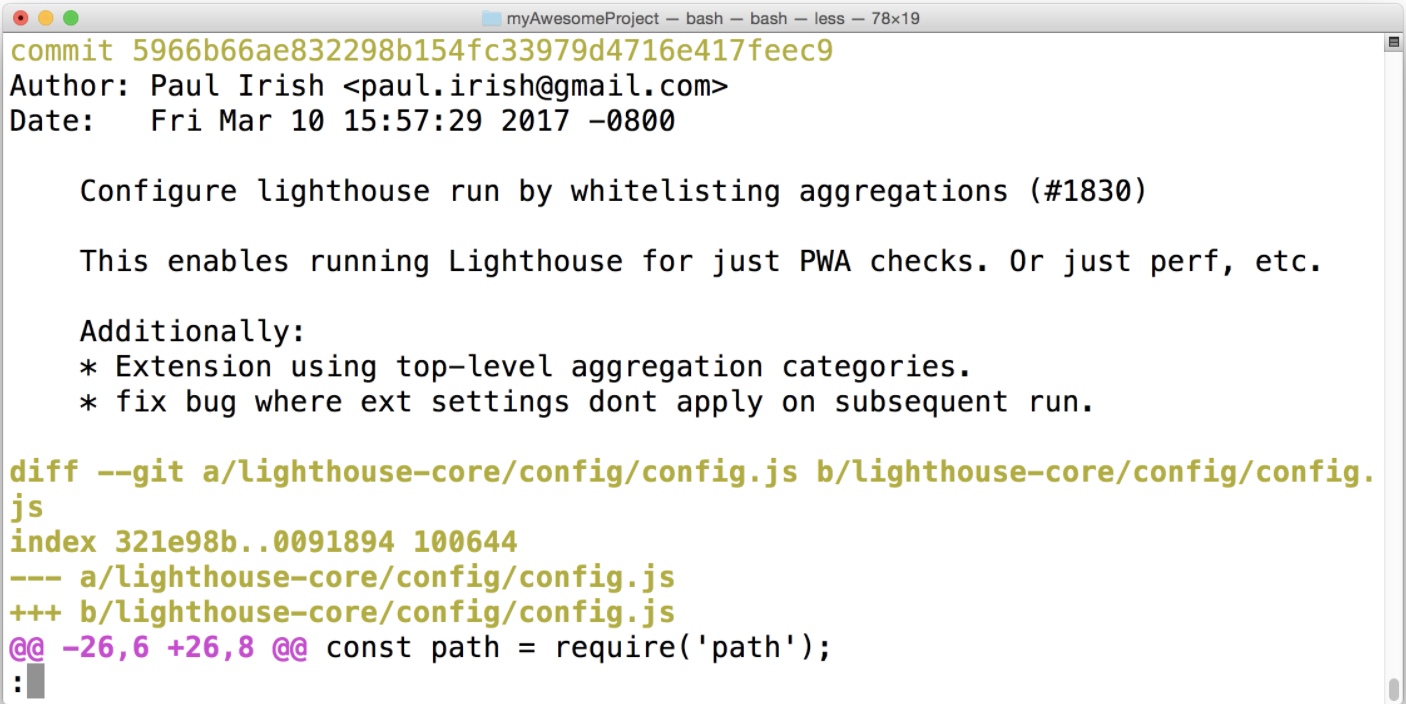 myAwesomeProject — bash — bash — less — 78×19
commit 5966b66ae832298b154fc33979d4716e417feec9
Author: Paul Irish <paul.irish@gmail.com>
Date:   Fri Mar 10 15:57:29 2017 -0800
    Configure lighthouse run by whitelisting aggregations (#1830)
    This enables running Lighthouse for just PWA checks. Or just perf, etc.
    Additionally:
    * Extension using top-level aggregation categories.
    * fix bug where ext settings dont apply on subsequent run.
diff --git a/lighthouse-core/config/config.js b/lighthouse-core/config/config.
js
index 321e98b..0091894 100644
--- a/lighthouse-core/config/config.js
+++ b/lighthouse-core/config/config.js
@@ -26,6 +26,8 @@ const path = require('path');
: